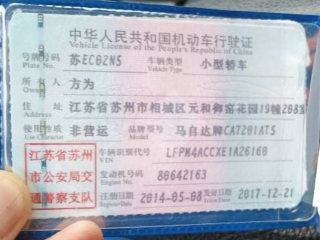 中华人民共和国机动车行驶证
Vehicle License of the People's Republic of China
号牌号码 苏EC02N5 车辆类型 小型轿车
Plate No. Vehicle Type
所有人 方为
Owner
住址 江苏省苏州市相城区元和御窑花园19幢208室
Address
使用性质 非营运 品牌型号 马自达牌CA7201AT5
Use Character Model
江苏省苏州市公安局交通警察支队
车辆识别代号 LFPM4ACCXE1A26160
VIN
发动机号码 80642163
Engine No.
注册日期 2014-05-08 发证日期 2017-12-21
Register Date Issue Date